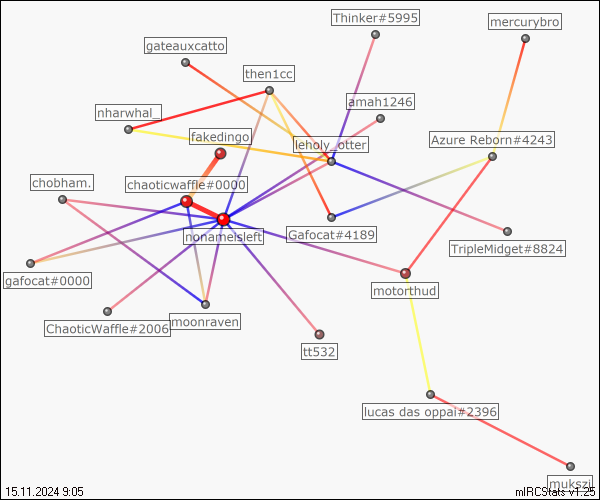 Thinker#5995
mercurybro
gateauxcatto
then1cc
amah1246
nharwhal_
fakedingo
leholy_otter
Azure Reborn#4243
chobham.
chaoticwaffle#0000
nonameisleft
Gafocat#4189
TripleMidget#8824
gafocat#0000
motorthud
ChaoticWaffle#2006
moonraven
tt532
lucas das oppai#2396
mukszi
15.11.2024 9:05
mIRCStats v1.25